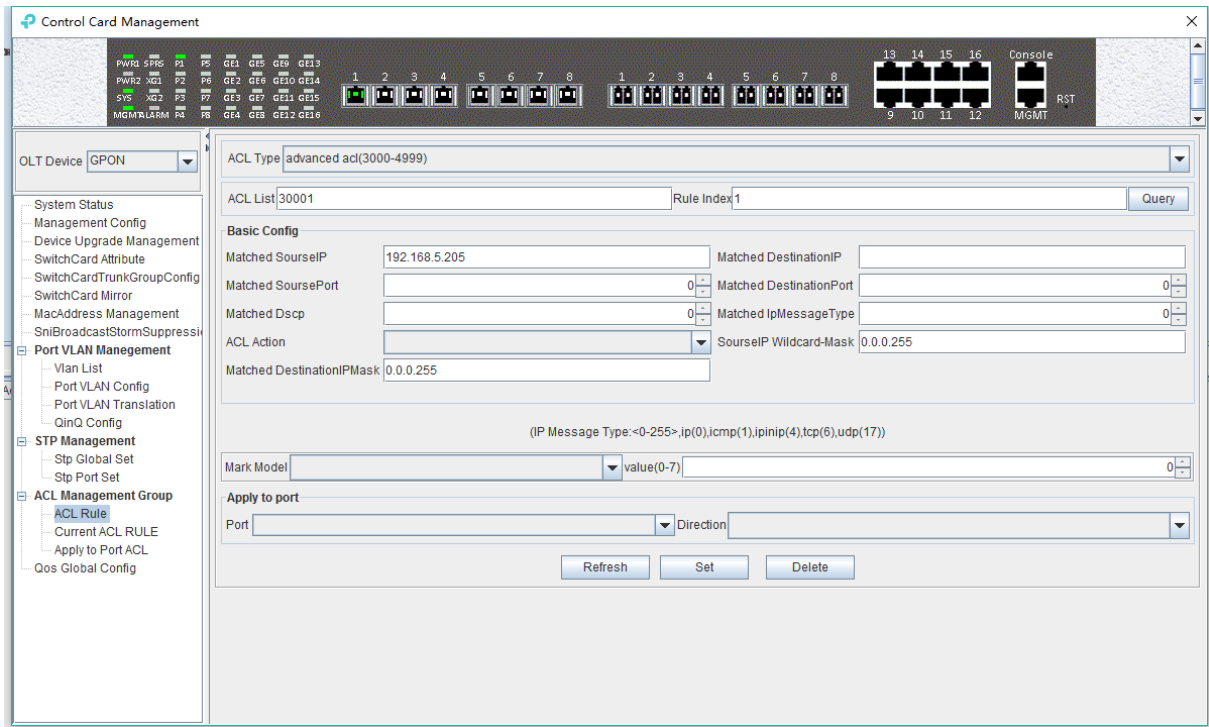 Control Card Management
PWR1 SPRS P1 P5 GE1 GE5 GE9 GE13
PWR2 XG1 P2 P6 GE2 GE6 GE10 GE14
SYS XG2 P3 P7 GE3 GE7 GE11 GE15
MGMT ALARM P4 P8 GE4 GE8 GE12 GE16
1 2 3 4 5 6 7 8 1 2 3 4 5 6 7 8
13 14 15 16 Console
RST
9 10 11 12 MGMT
OLT Device GPON
System Status
Management Config
Device Upgrade Management
SwitchCard Attribute
SwitchCardTrunkGroupConfig
SwitchCard Mirror
MacAddress Management
SniBroadcastStormSuppressi
Port VLAN Manegement
Vlan List
Port VLAN Config
Port VLAN Translation
QinQ Config
STP Management
Stp Global Set
Stp Port Set
ACL Management Group
ACL Rule
Current ACL RULE
Apply to Port ACL
Qos Global Config
ACL Type advanced acl(3000-4999)
ACL List 30001 Rule Index 1 Query
Basic Config
Matched SourseIP 192.168.5.205 Matched DestinationIP
Matched SoursePort 0 Matched DestinationPort 0
Matched Dscp 0 Matched IpMessageType 0
ACL Action SourseIP Wildcard-Mask 0.0.0.255
Matched DestinationIPMask 0.0.0.255
(IP Message Type:<0-255>,ip(0),icmp(1),ipinip(4),tcp(6),udp(17))
Mark Model value(0-7) 0
Apply to port
Port Direction
Refresh Set Delete